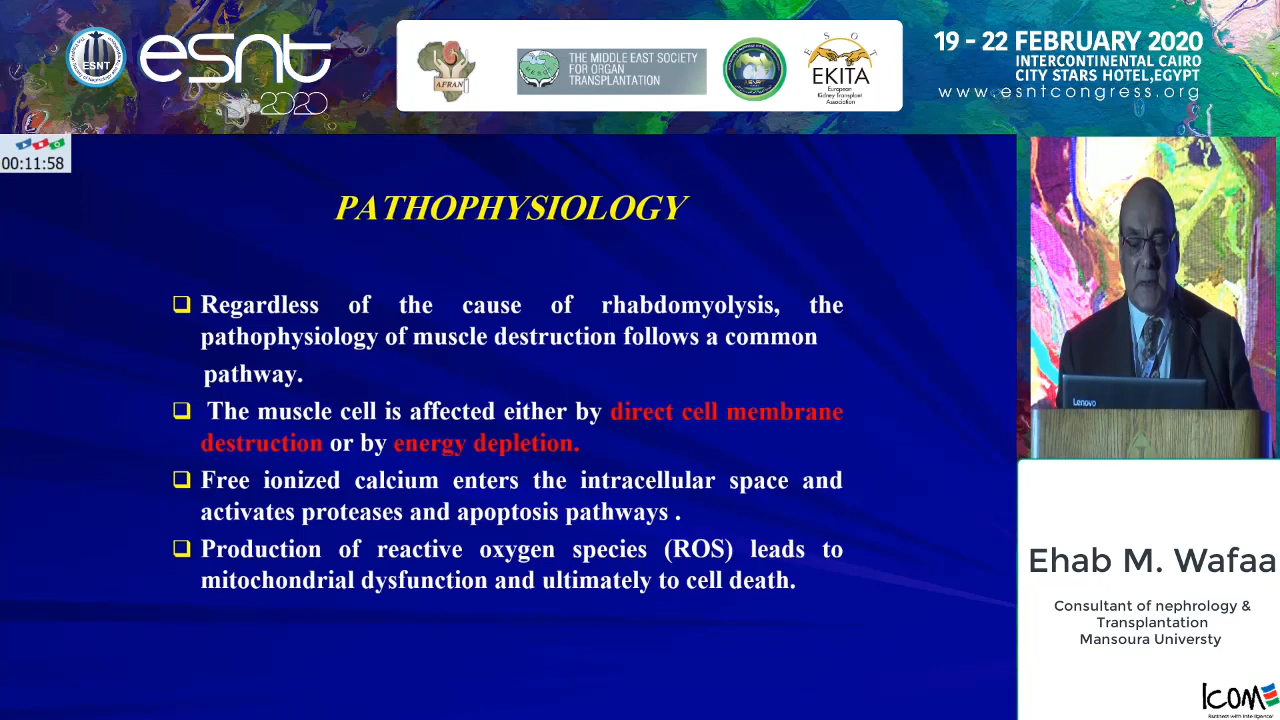 ESNT
esnt
2020
AFRAN
THE MIDDLE EAST SOCIETY
FOR ORGAN
TRANSPLANTATION
ESOT
EKITA
European
Kidney Transplant
Association
19 - 22 FEBRUARY 2020
INTERCONTINENTAL CAIRO
CITY STARS HOTEL,EGYPT
www.esntcongress.org
00:11:58
PATHOPHYSIOLOGY
❑ Regardless of the cause of rhabdomyolysis, the
pathophysiology of muscle destruction follows a common
pathway.
❑ The muscle cell is affected either by direct cell membrane
destruction or by energy depletion.
❑ Free ionized calcium enters the intracellular space and
activates proteases and apoptosis pathways .
❑ Production of reactive oxygen species (ROS) leads to
mitochondrial dysfunction and ultimately to cell death.
Lenovo
Ehab M. Wafaa
Consultant of nephrology &
Transplantation
Mansoura Universty
ICOM
Business with Intelligence